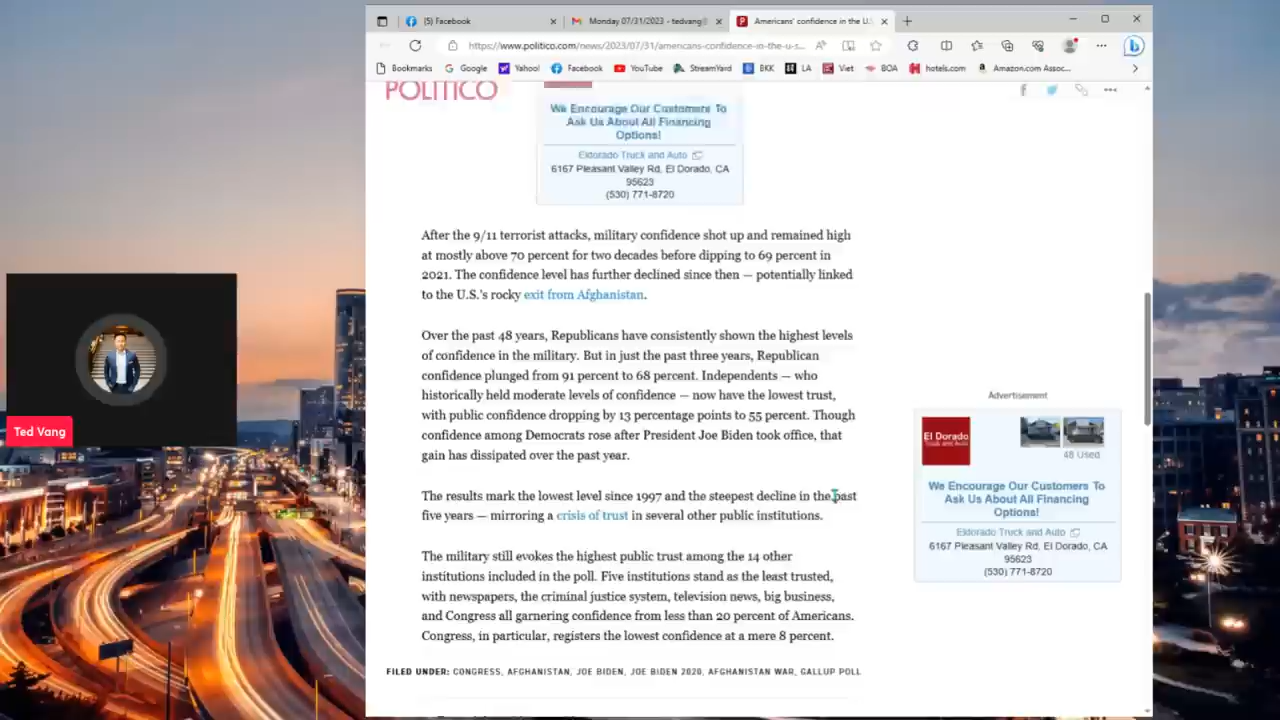 (5) Facebook
Monday 07/31/2023 - tedvang@
Americans' confidence in the U.S.
https://www.politico.com/news/2023/07/31/americans-confidence-in-the-u-s-...
Bookmarks Google Yahoo! Facebook YouTube StreamYard BKK LA Viet BOA hotels.com Amazon.com Assoc...
POLITICO
We Encourage Our Customers To
Ask Us About All Financing
Options!
Eldorado Truck and Auto
6167 Pleasant Valley Rd, El Dorado, CA
95623
(530) 771-8720
After the 9/11 terrorist attacks, military confidence shot up and remained high
at mostly above 70 percent for two decades before dipping to 69 percent in
2021. The confidence level has further declined since then — potentially linked
to the U.S.'s rocky exit from Afghanistan.
Over the past 48 years, Republicans have consistently shown the highest levels
of confidence in the military. But in just the past three years, Republican
confidence plunged from 91 percent to 68 percent. Independents — who
historically held moderate levels of confidence — now have the lowest trust,
with public confidence dropping by 13 percentage points to 55 percent. Though
confidence among Democrats rose after President Joe Biden took office, that
gain has dissipated over the past year.
The results mark the lowest level since 1997 and the steepest decline in the past
five years — mirroring a crisis of trust in several other public institutions.
The military still evokes the highest public trust among the 14 other
institutions included in the poll. Five institutions stand as the least trusted,
with newspapers, the criminal justice system, television news, big business,
and Congress all garnering confidence from less than 20 percent of Americans.
Congress, in particular, registers the lowest confidence at a mere 8 percent.
FILED UNDER: CONGRESS, AFGHANISTAN, JOE BIDEN, JOE BIDEN 2020, AFGHANISTAN WAR, GALLUP POLL
Advertisement
El Dorado
48 Used
We Encourage Our Customers To
Ask Us About All Financing
Options!
Eldorado Truck and Auto
6167 Pleasant Valley Rd, El Dorado, CA
95623
(530) 771-8720
Ted Vang